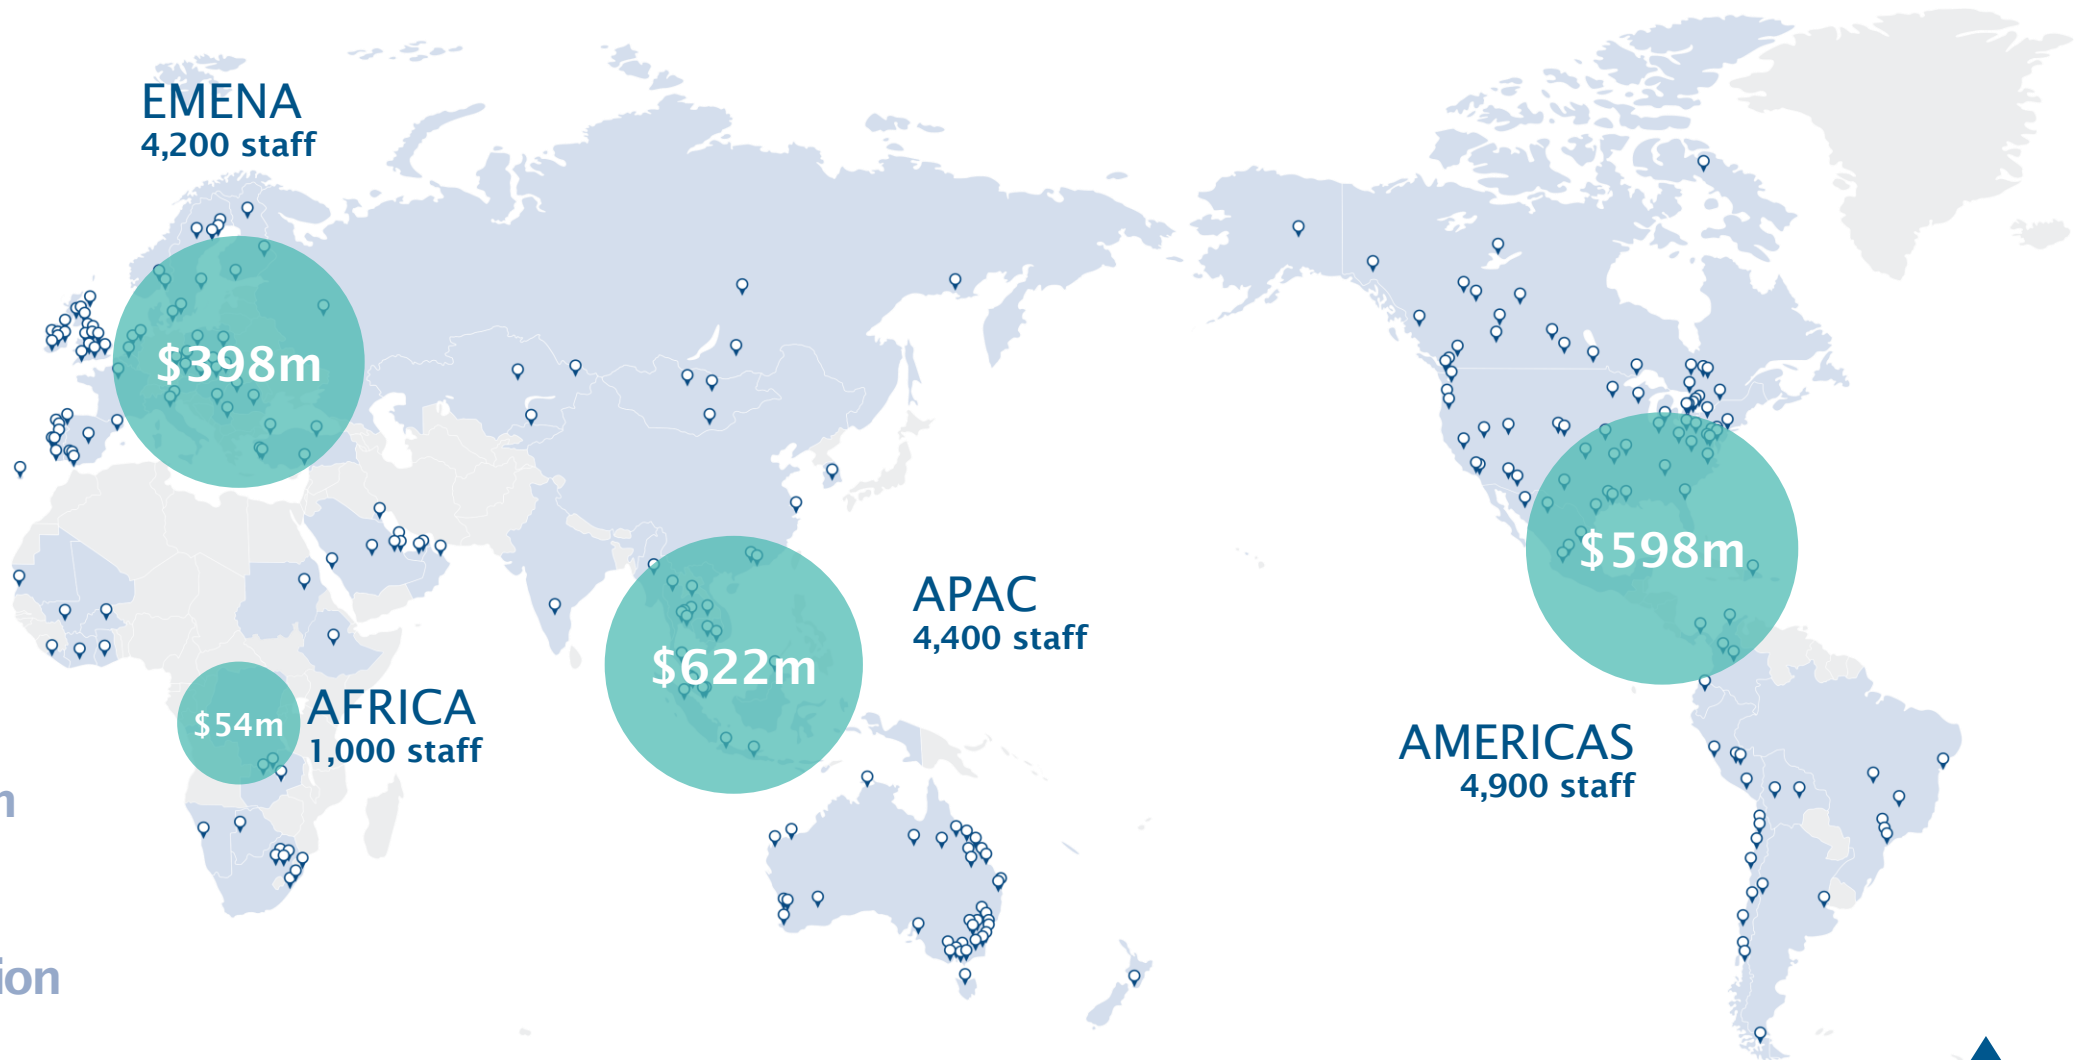 EMENA
4,200 staff
$398m
APAC
4,400 staff
$622m
$598m
$54m
AFRICA
1,000 staff
AMERICAS
4,900 staff